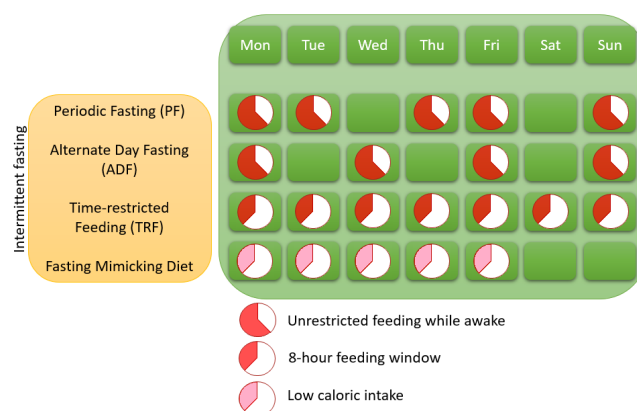 Mon Tue Wed Thu Fri Sat Sun
Intermittent fasting
Periodic Fasting (PF)
Alternate Day Fasting
(ADF)
Time-restricted
Feeding (TRF)
Fasting Mimicking Diet
Unrestricted feeding while awake
8-hour feeding window
Low caloric intake